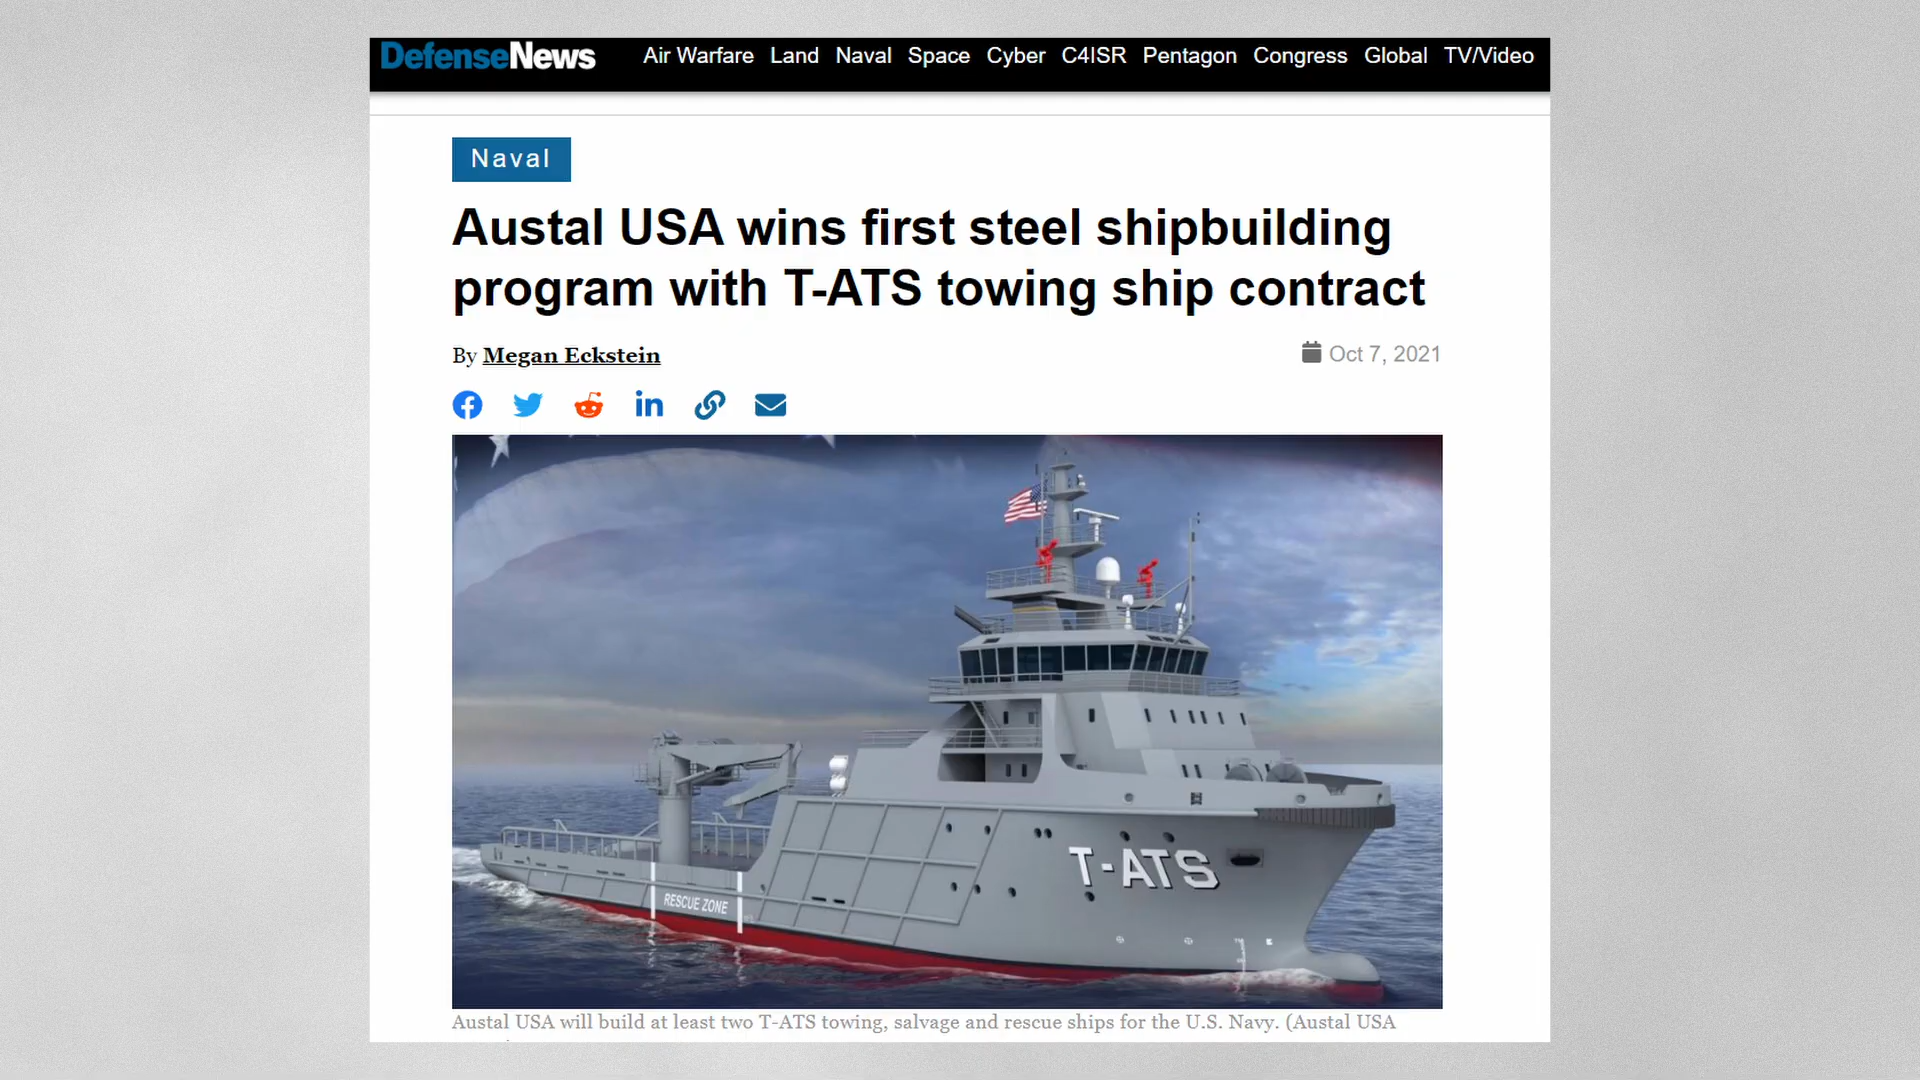 DefenseNews Air Warfare Land Naval Space Cyber C4ISR Pentagon Congress Global TV/Video
Naval
Austal USA wins first steel shipbuilding
program with T-ATS towing ship contract
By Megan Eckstein
Oct 7, 2021
T-ATS
RESCUE ZONE
Austal USA will build at least two T-ATS towing, salvage and rescue ships for the U.S. Navy. (Austal USA